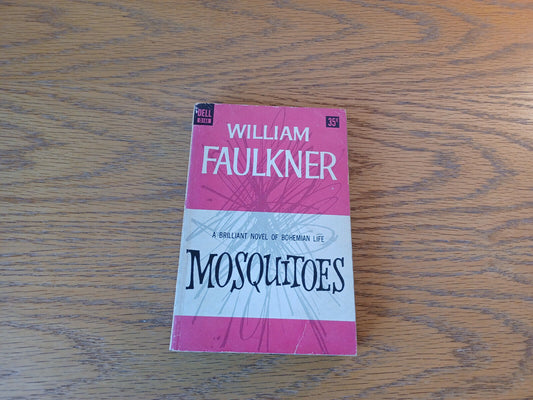 DELL
35¢
WILLIAM
FAULKNER
A BRILLIANT NOVEL OF BOHEMIAN LIFE
MOSQUITOES